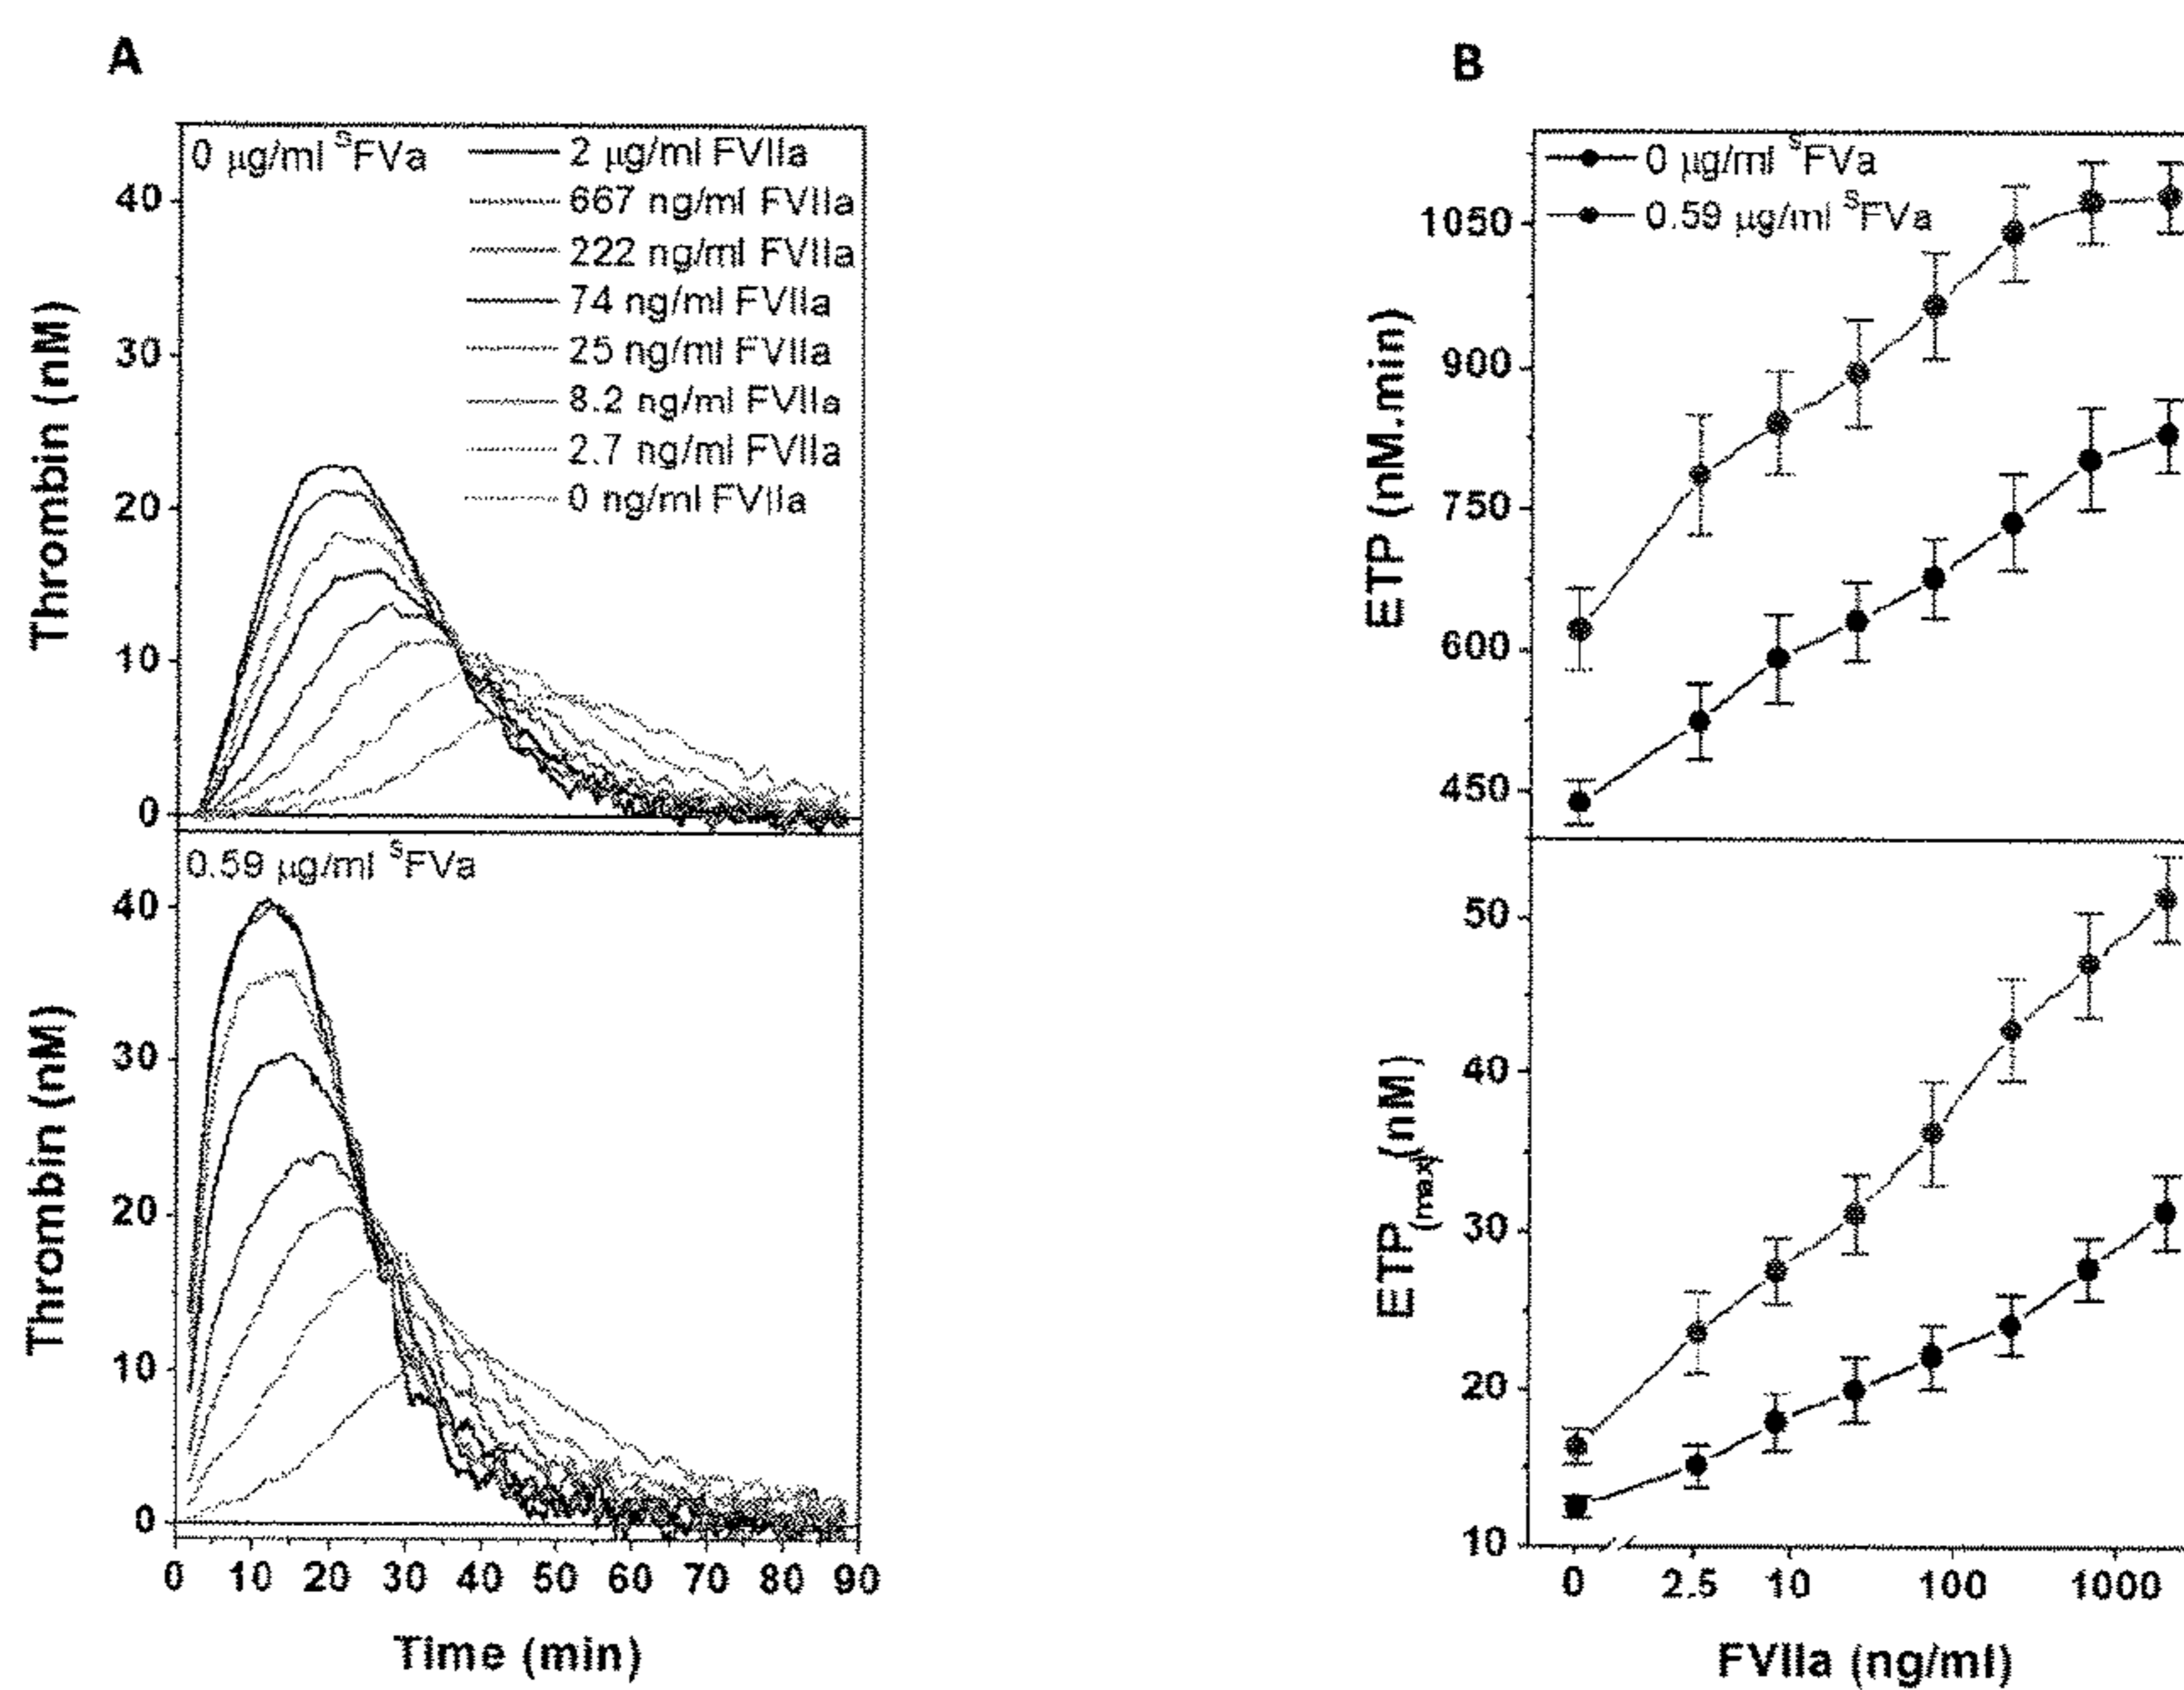 A
0 μg/ml SFVa
2 μg/ml FVIIa
667 ng/ml FVIIa
222 ng/ml FVIIa
74 ng/ml FVIIa
25 ng/ml FVIIa
8.2 ng/ml FVIIa
2.7 ng/ml FVIIa
0 ng/ml FVIIa
Thrombin (nM)
40
30
20
10
0
0.59 μg/ml SFVa
Thrombin (nM)
40
30
20
10
0
0 10 20 30 40 50 60 70 80 90
Time (min)
B
0 μg/ml SFVa
0.59 μg/ml SFVa
ETP (nM.min)
1050
900
750
600
450
ETP(max)(nM)
50
40
30
20
10
0 2.5 10 100 1000
FVIIa (ng/ml)